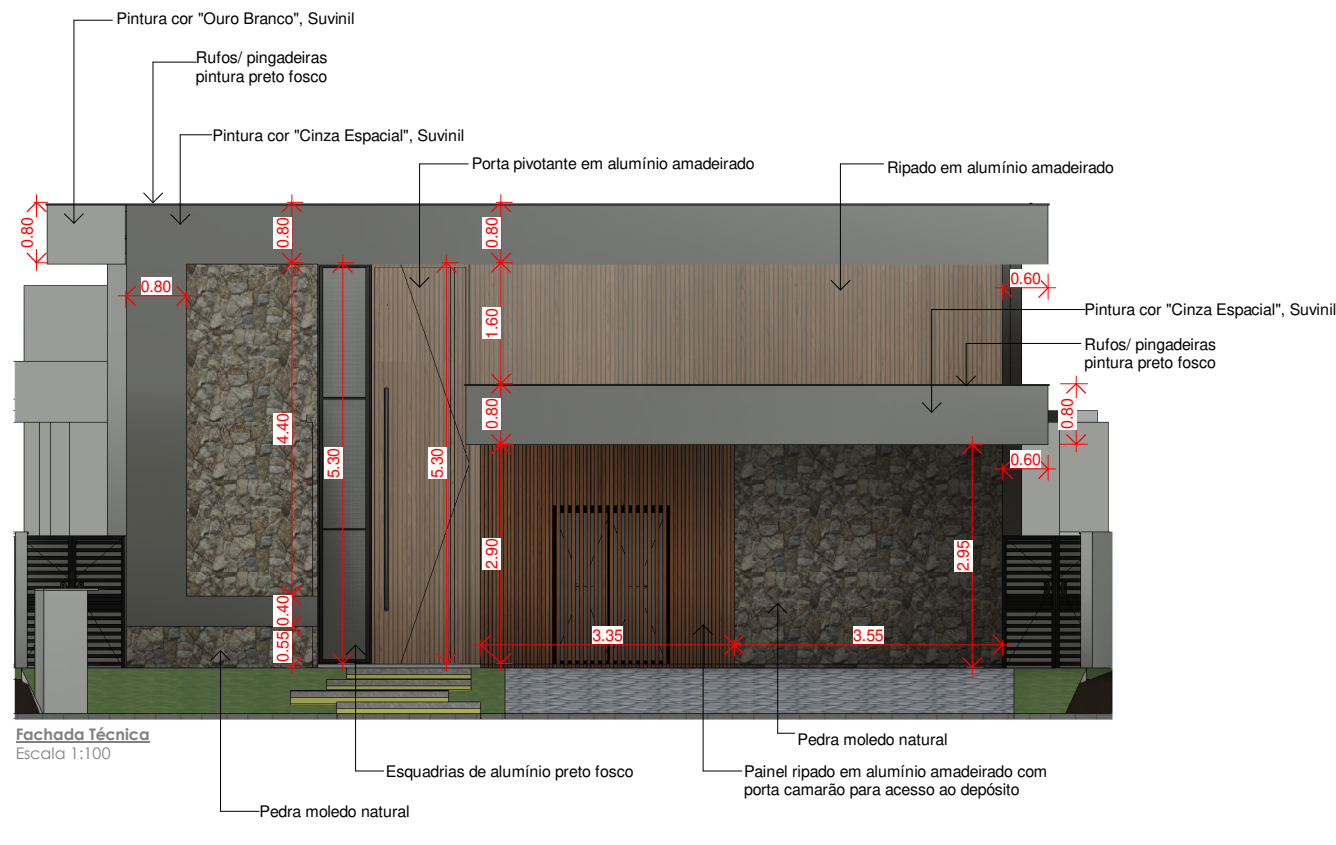 Pintura cor "Ouro Branco", Suvinil
Rufos/ pingadeiras
pintura preto fosco
Pintura cor "Cinza Espacial", Suvinil
Porta pivotante em alumínio amadeirado
Ripado em alumínio amadeirado
0.80
0.80
0.80
0.80
0.60
1.60
Pintura cor "Cinza Espacial", Suvinil
Rufos/ pingadeiras
pintura preto fosco
0.80
0.80
4.40
5.30
5.30
0.60
2.90
2.95
0.40
0.55
3.35
3.55
Fachada Técnica
Escala 1:100
Pedra moledo natural
Esquadrias de alumínio preto fosco
Painel ripado em alumínio amadeirado com
porta camarão para acesso ao depósito
Pedra moledo natural